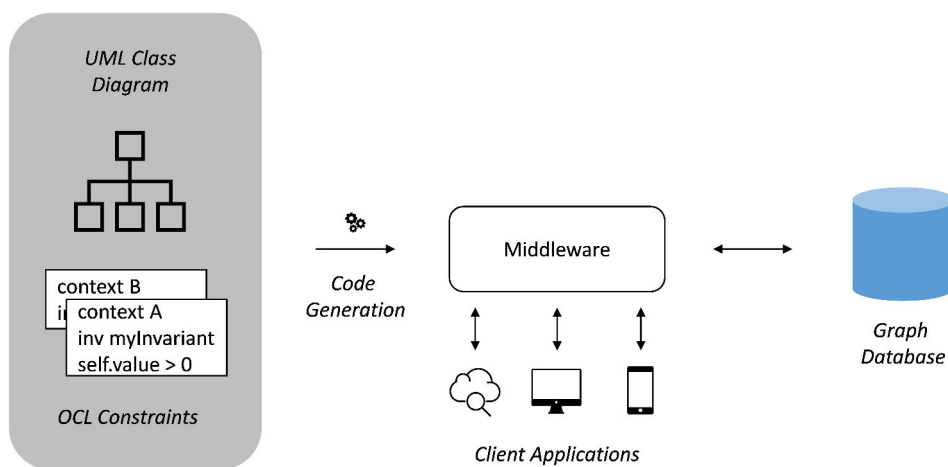 UML Class
Diagram
context B
in
context A
inv myInvariant
self.value > 0
OCL Constraints
Code
Generation
Middleware
Client Applications
Graph
Database